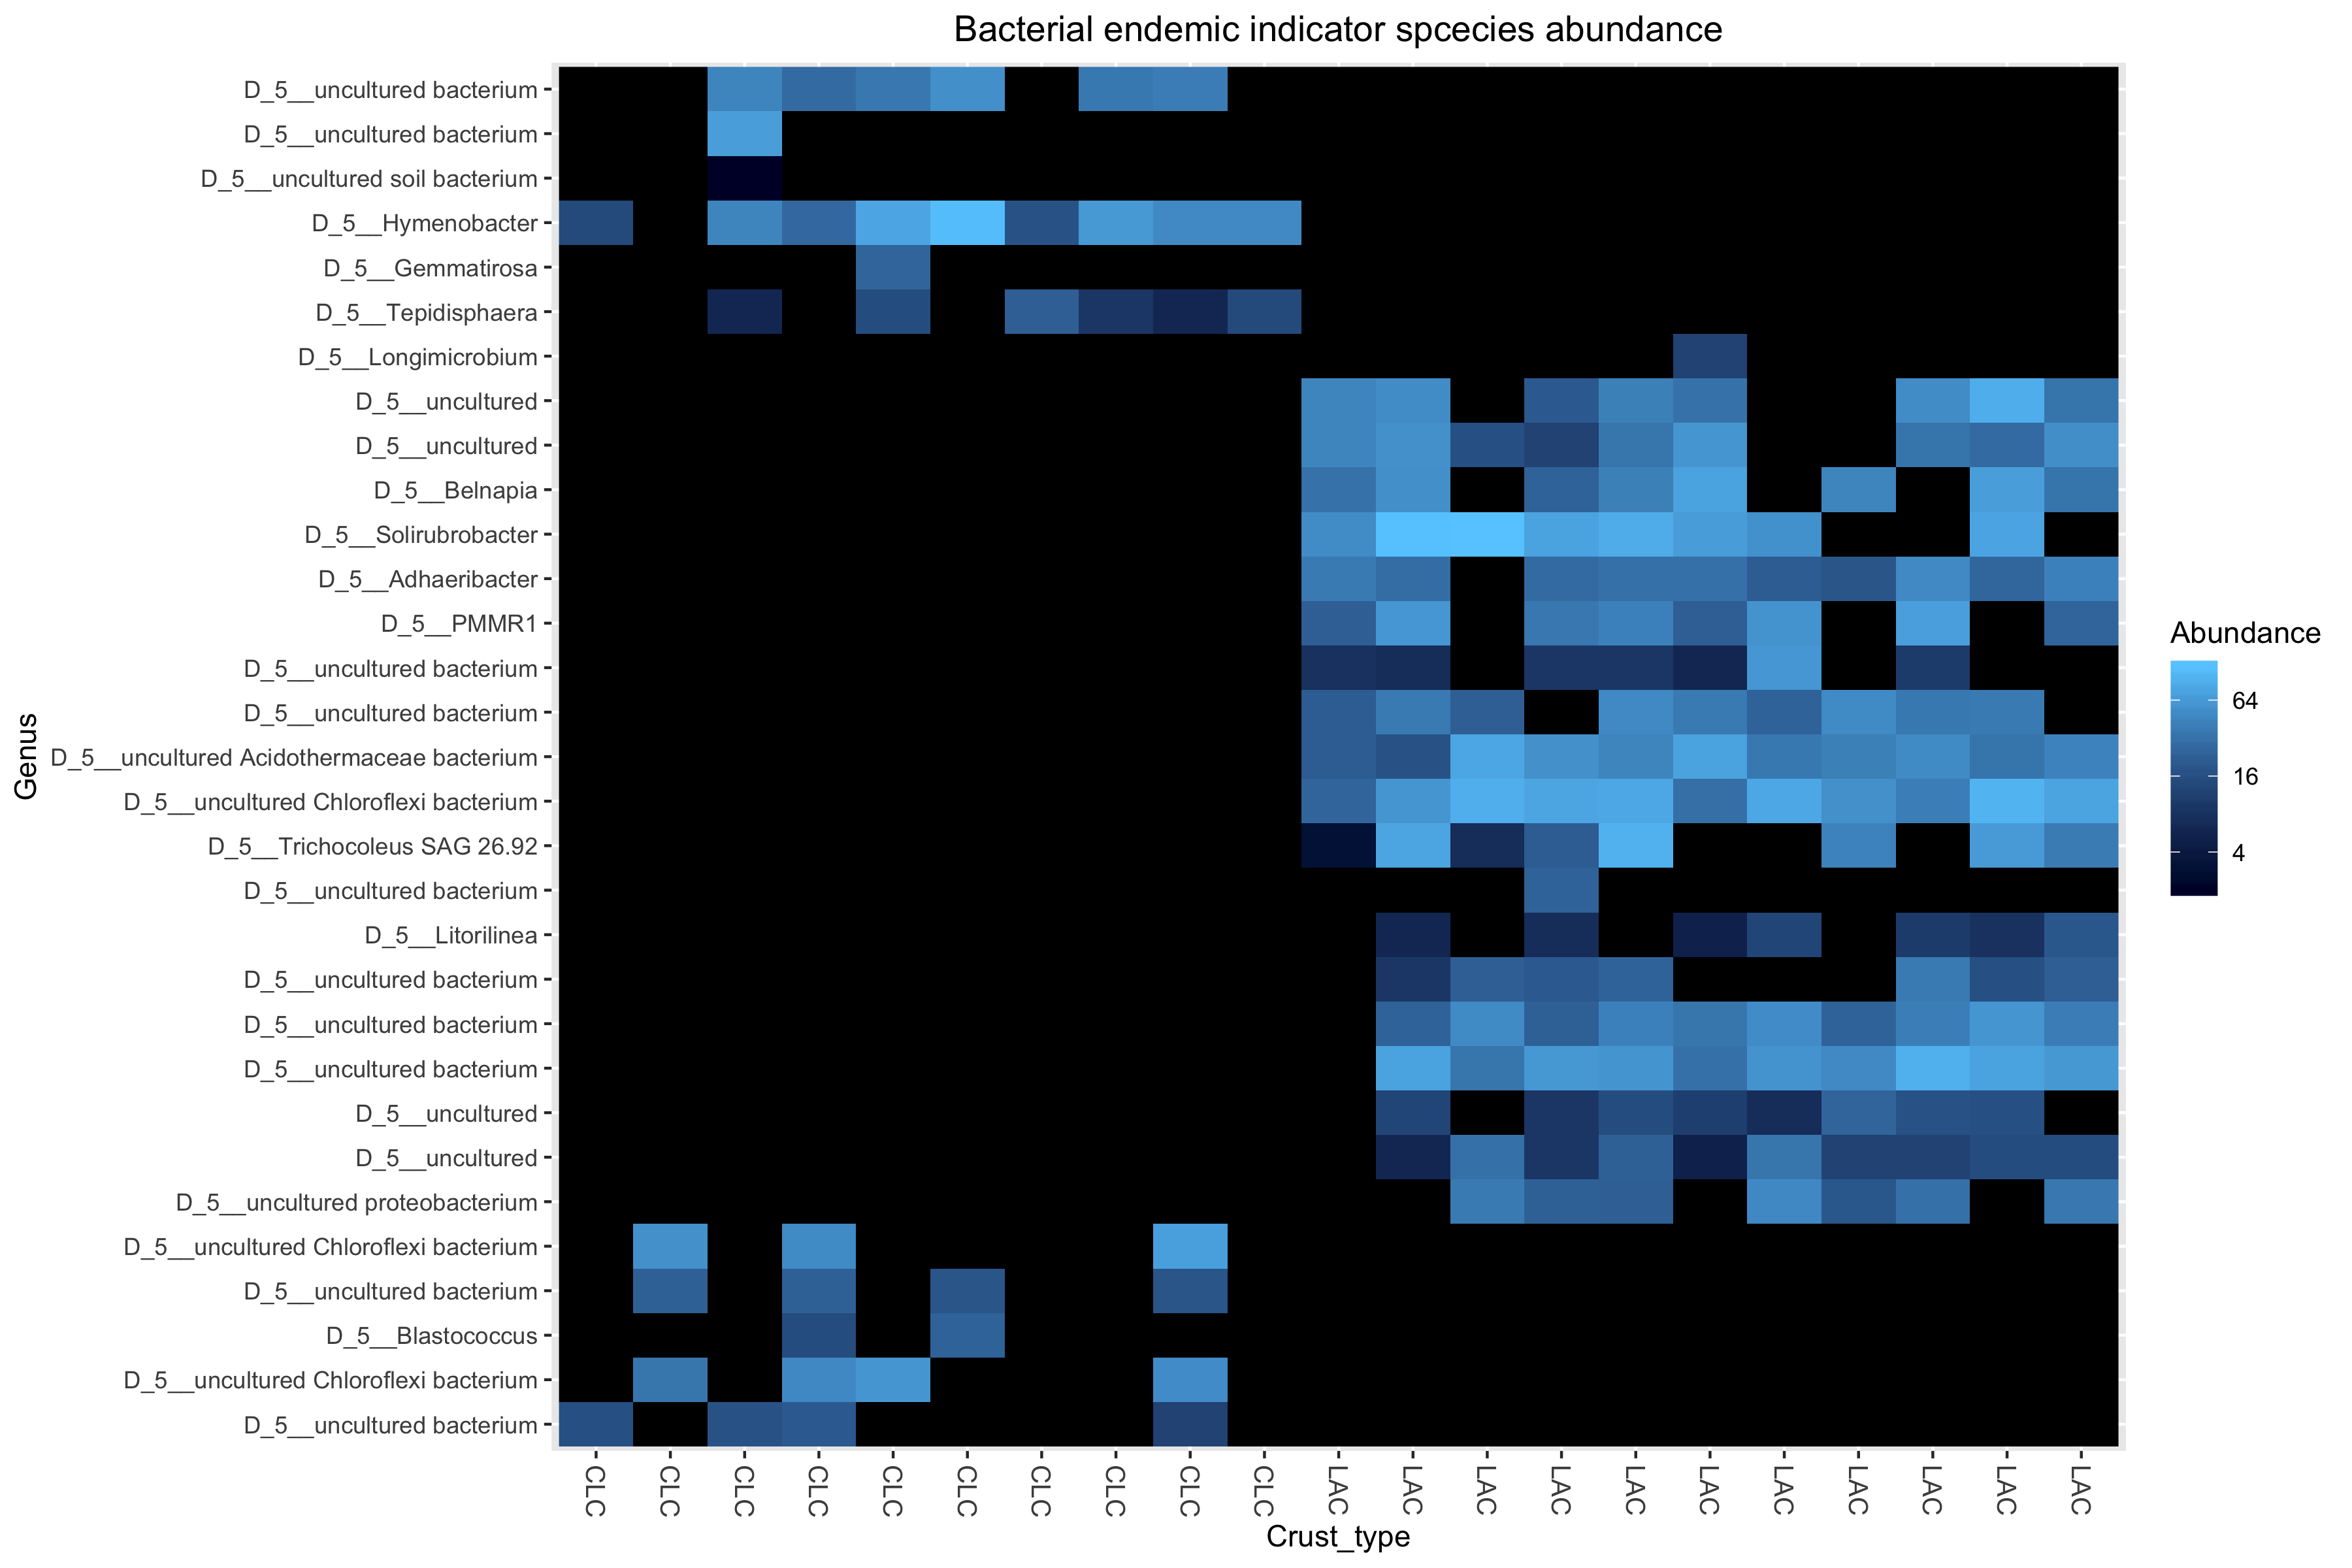 Bacterial endemic indicator spcecies abundance
D_5__uncultured bacterium
D_5__uncultured bacterium
D_5__uncultured soil bacterium
D_5__Hymenobacter
D_5__Gemmatirosa
D_5__Tepidisphaera
D_5__Longimicrobium
D_5__uncultured
D_5__uncultured
D_5__Belnapia
D_5__Solirubrobacter
D_5__Adhaeribacter
D_5__PMMR1
D_5__uncultured bacterium
D_5__uncultured bacterium
D_5__uncultured Acidothermaceae bacterium
D_5__uncultured Chloroflexi bacterium
D_5__Trichocoleus SAG 26.92
D_5__uncultured bacterium
D_5__Litorilinea
D_5__uncultured bacterium
D_5__uncultured bacterium
D_5__uncultured bacterium
D_5__uncultured
D_5__uncultured
D_5__uncultured proteobacterium
D_5__uncultured Chloroflexi bacterium
D_5__uncultured bacterium
D_5__Blastococcus
D_5__uncultured Chloroflexi bacterium
D_5__uncultured bacterium
Genus
CLC
CLC
CLC
CLC
CLC
CLC
CLC
CLC
CLC
CLC
LAC
LAC
LAC
LAC
LAC
LAC
LAC
LAC
LAC
LAC
LAC
Crust_type
Abundance
64
16
4